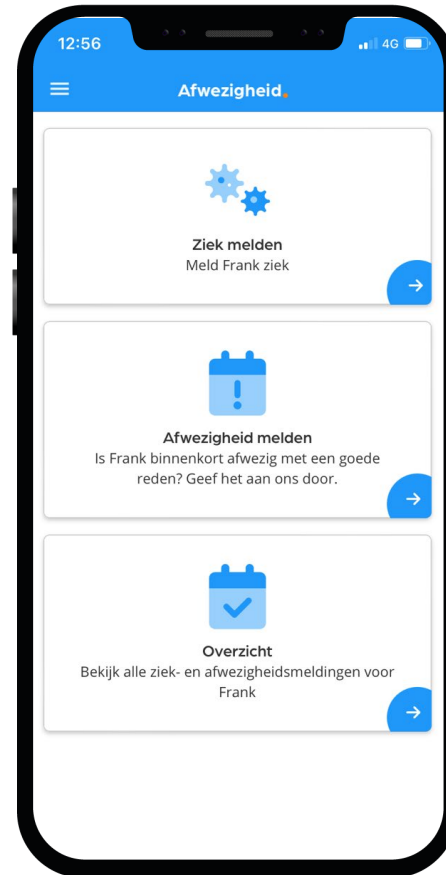 12:56 4G
Afwezigheid.
Ziek melden
Meld Frank ziek
Afwezigheid melden
Is Frank binnenkort afwezig met een goede
reden? Geef het aan ons door.
Overzicht
Bekijk alle ziek- en afwezigheidsmeldingen voor
Frank